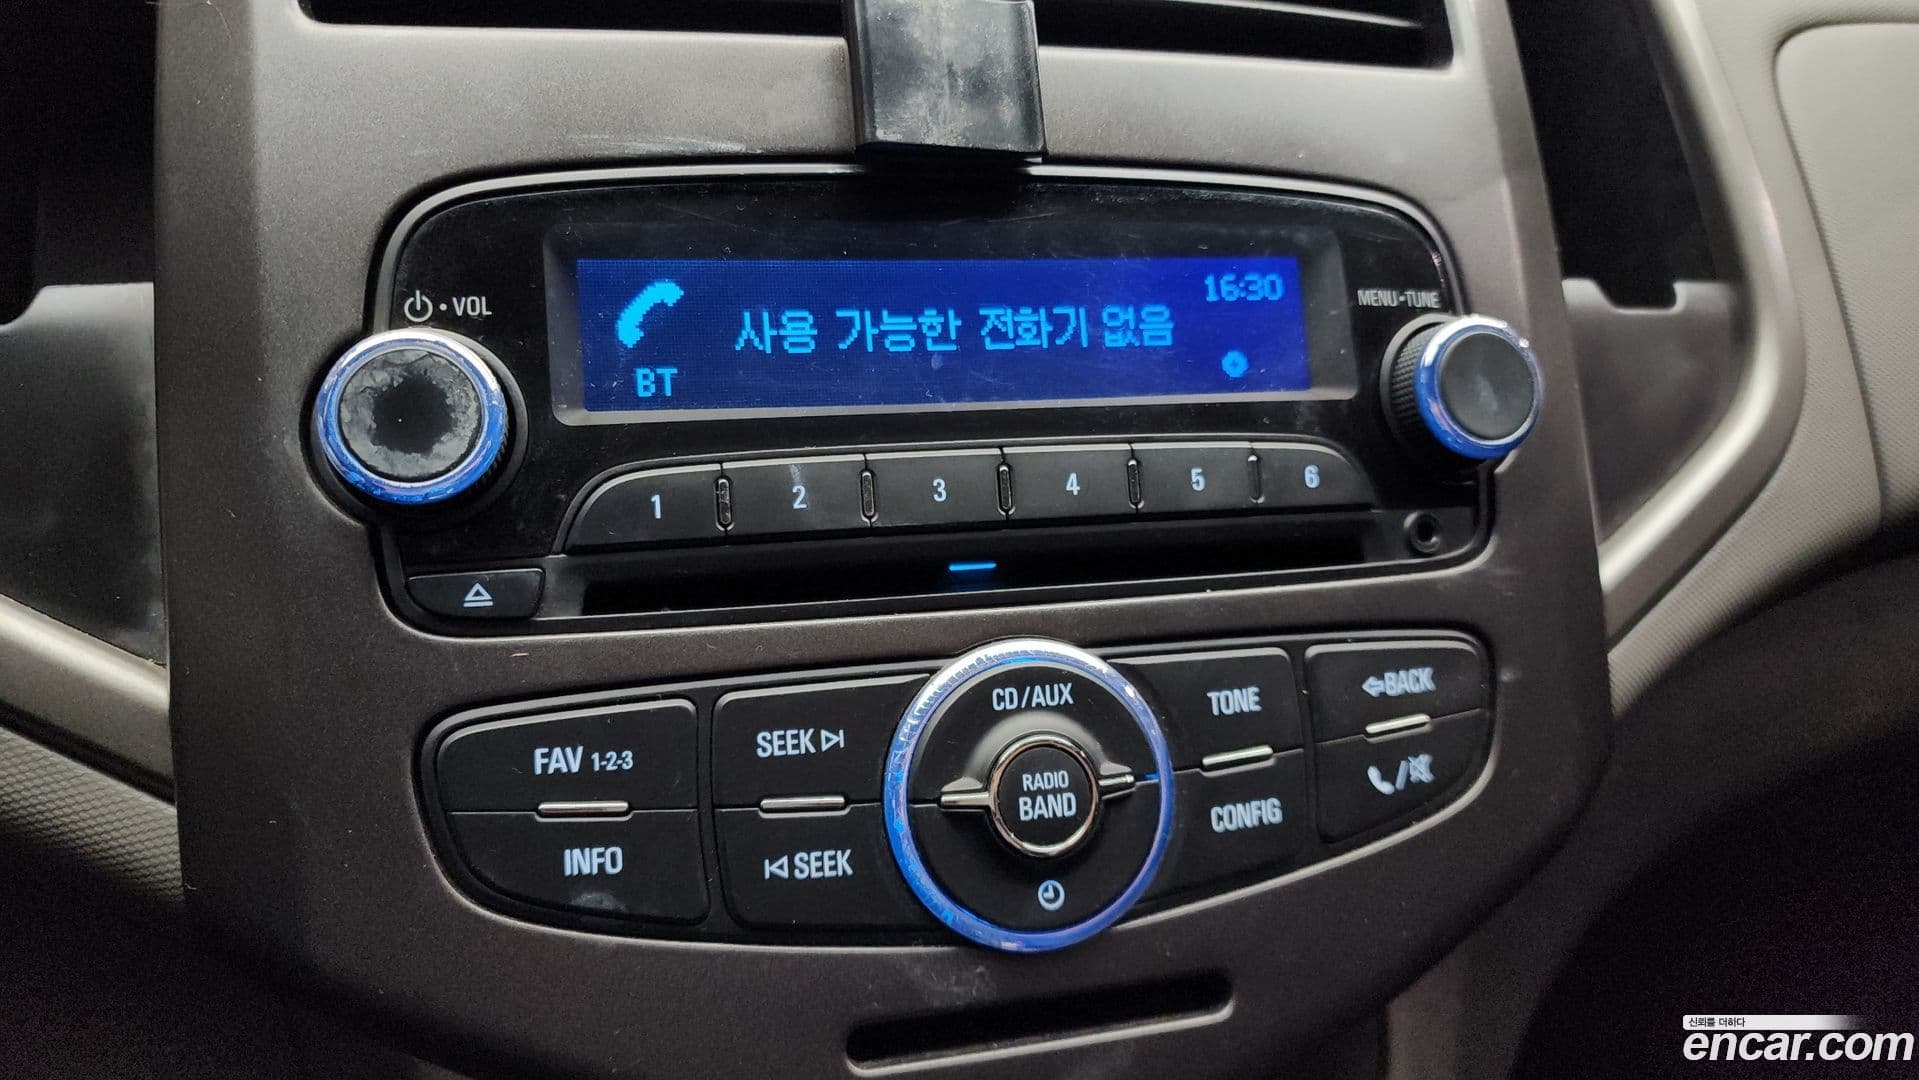 VOL
16:30
MENU·TUNE
사용 가능한 전화기 없음
BT
1 2 3 4 5 6
CD/AUX
FAV 1-2-3
SEEK
RADIO
BAND
TONE
BACK
INFO
SEEK
CONFIG
신뢰를 더하다
encar.com